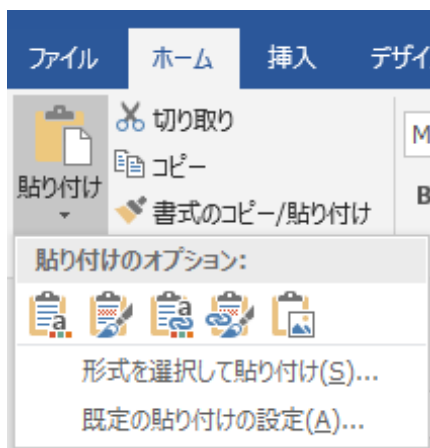 ファイル ホーム 挿入 デザイ
切り取り
コピー
貼り付け
書式のコピー/貼り付け
M
B
貼り付けのオプション:
a a
形式を選択して貼り付け(S)...
既定の貼り付けの設定(A)...